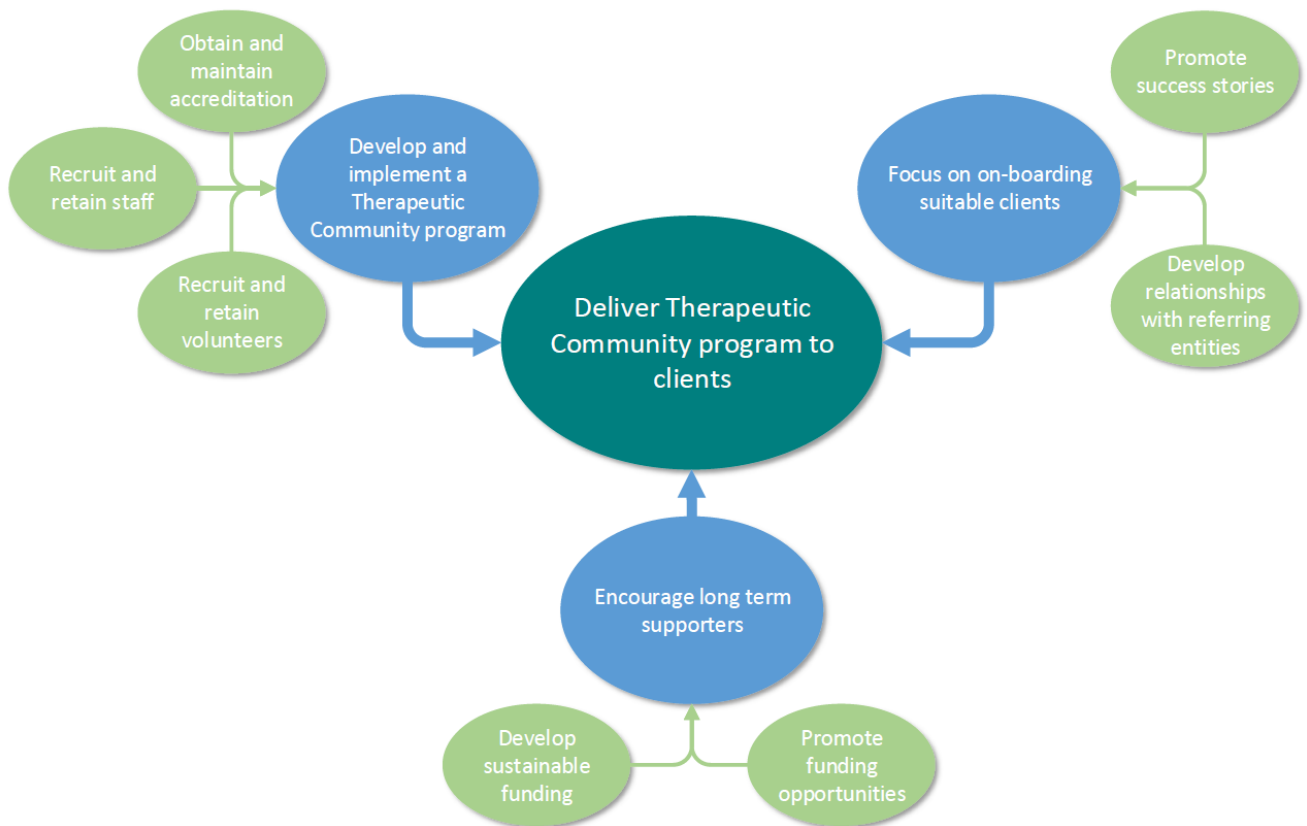 Obtain and
maintain
accreditation
Recruit and
retain staff
Recruit and
retain
volunteers
Develop and
implement a
Therapeutic
Community program
Promote
success stories
Focus on on-boarding
suitable clients
Develop
relationships
with referring
entities
Deliver Therapeutic
Community program to
clients
Encourage long term
supporters
Develop
sustainable
funding
Promote
funding
opportunities